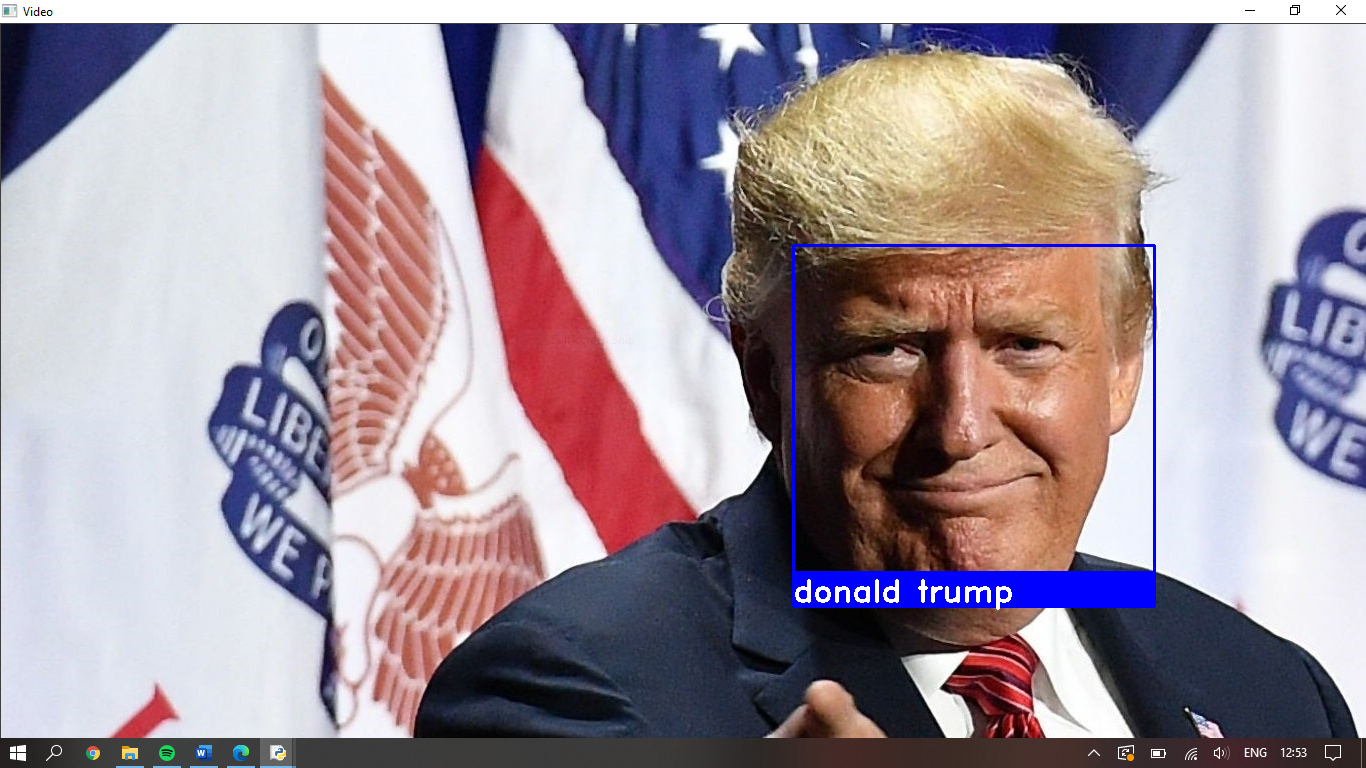 Video
O
LIBE
WE P
O
LIB
WE
donald trump
ENG
12:53